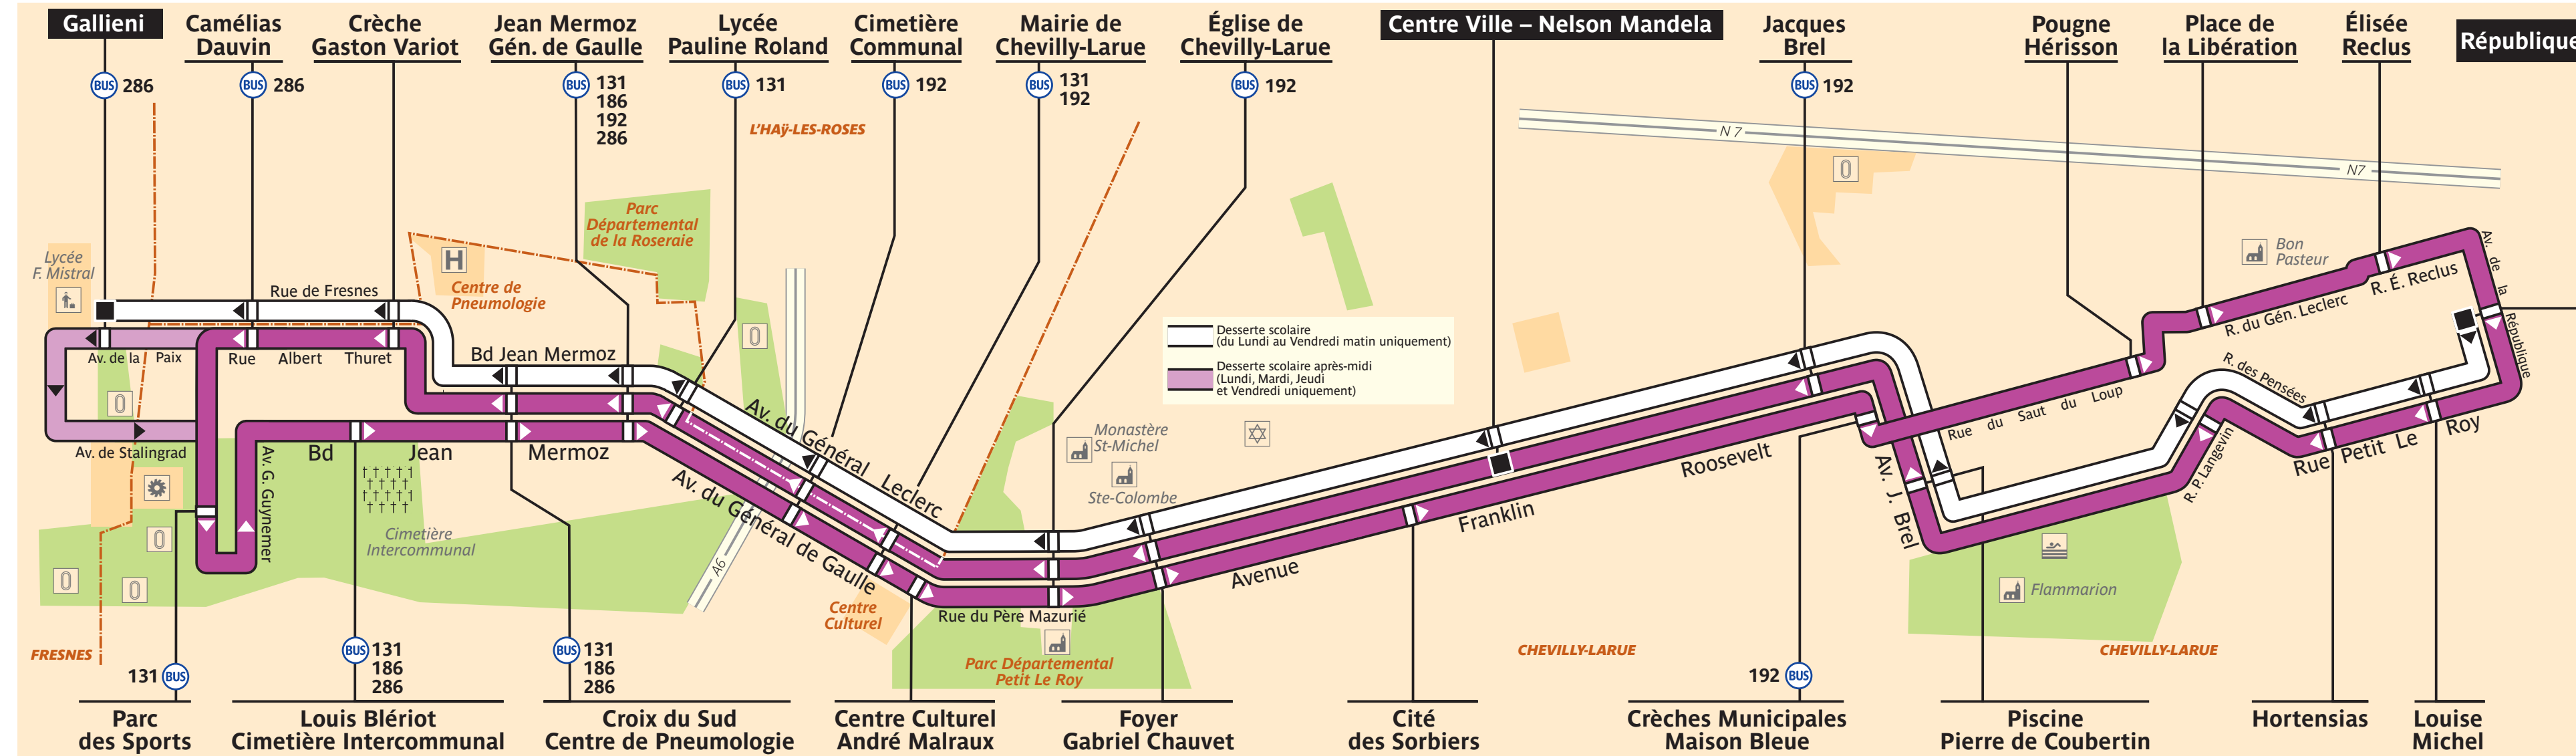 Gallieni
Camélias
Dauvin
Crèche
Gaston Variot
Jean Mermoz
Gén. de Gaulle
Lycée
Pauline Roland
Cimetière
Communal
Mairie de
Chevilly-Larue
Église de
Chevilly-Larue
Centre Ville – Nelson Mandela
Jacques
Brel
Pougne
Hérisson
Place de
la Libération
Élisée
Reclus
République
BUS 286
BUS 286
BUS 131
186
192
286
BUS 131
BUS 192
BUS 131
192
BUS 192
BUS 192
L'HAÿ-LES-ROSES
N 7
N7
Parc
Départemental
de la Roseraie
Lycée
F. Mistral
H
Centre de
Pneumologie
Bon
Pasteur
Rue de Fresnes
Av. de la Paix
Rue Albert Thuret
Bd Jean Mermoz
Desserte scolaire
(du Lundi au Vendredi matin uniquement)
Desserte scolaire après-midi
(Lundi, Mardi, Jeudi
et Vendredi uniquement)
R. É. Reclus
R. du Gén. Leclerc
Av. de la République
R. des Pensées
Rue du Saut du Loup
Av. du Général Leclerc
Monastère
St-Michel
Ste-Colombe
Av. de Stalingrad
Av. G. Guynemer
Bd Jean Mermoz
Av. du Général de Gaulle
Cimetière
Intercommunal
A6
Avenue Franklin Roosevelt
Av. J. Brel
R. P. Langevin
Rue Petit Le Roy
Flammarion
Centre
Culturel
Rue du Père Mazurié
Parc Départemental
Petit Le Roy
FRESNES
CHEVILLY-LARUE
CHEVILLY-LARUE
131 BUS
BUS 131
186
286
BUS 131
186
286
192 BUS
Parc
des Sports
Louis Blériot
Cimetière Intercommunal
Croix du Sud
Centre de Pneumologie
Centre Culturel
André Malraux
Foyer
Gabriel Chauvet
Cité
des Sorbiers
Crèches Municipales
Maison Bleue
Piscine
Pierre de Coubertin
Hortensias
Louise
Michel